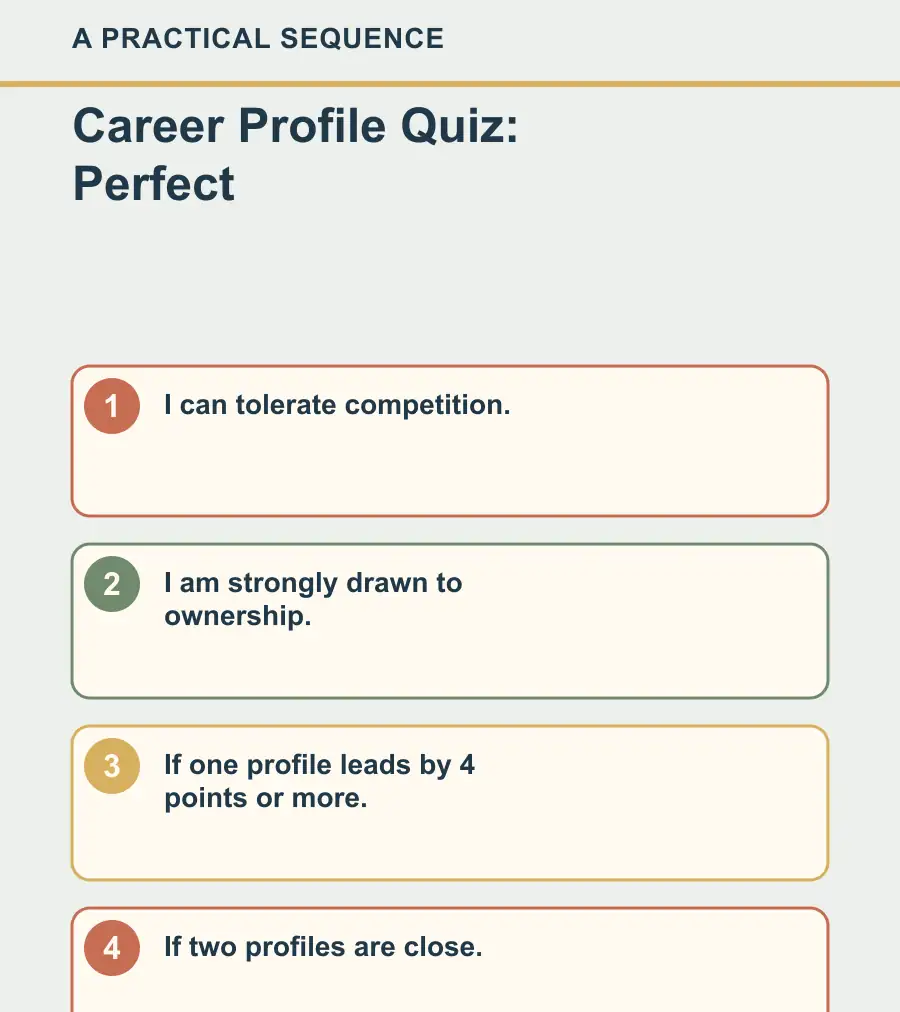 A PRACTICAL SEQUENCE
Career Profile Quiz:
Perfect
1
I can tolerate competition.
2
I am strongly drawn to
ownership.
3
If one profile leads by 4
points or more.
4
If two profiles are close.